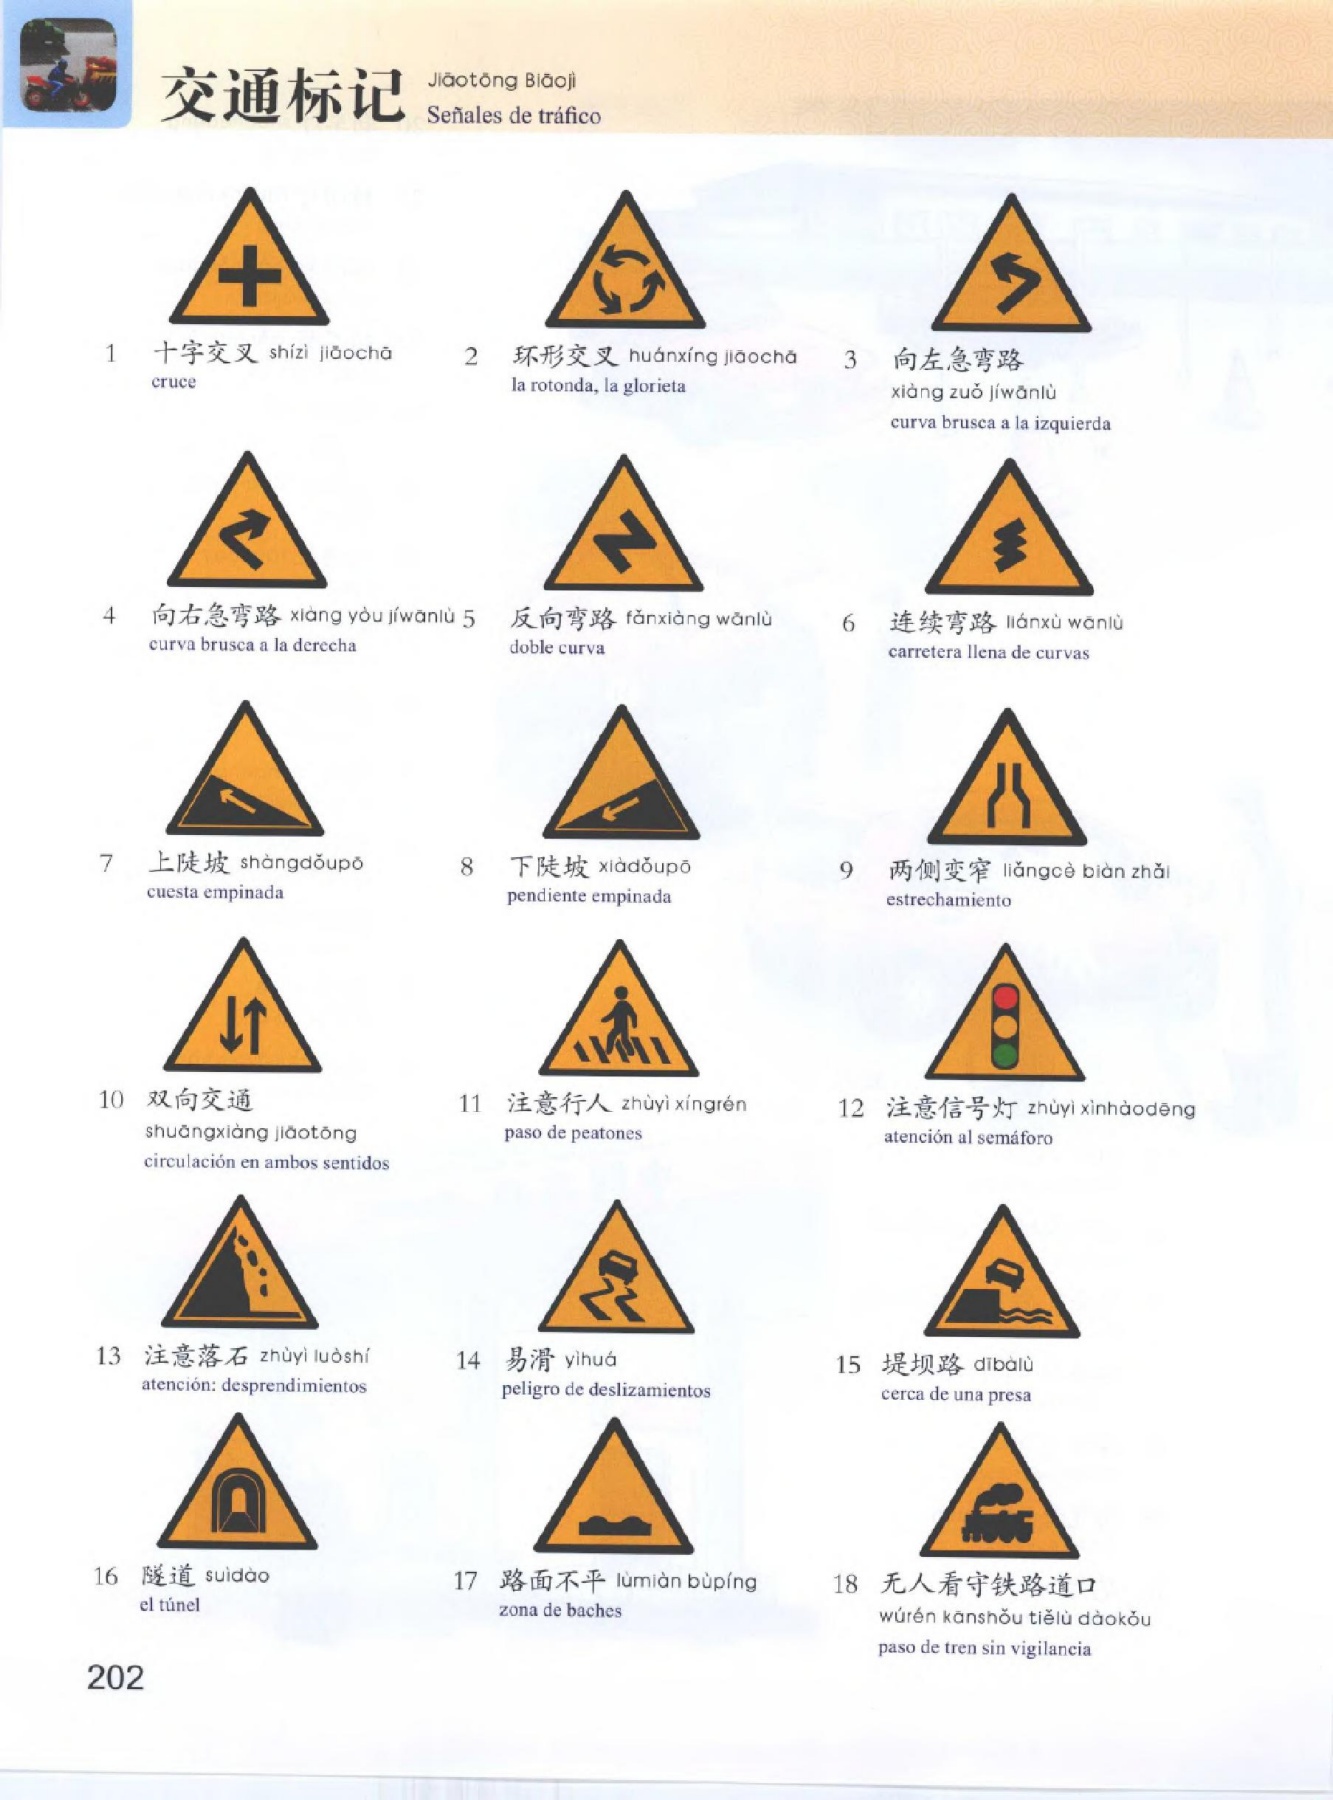 交通标记 Jiāotōng Biāojì
Señales de tráfico
1 十字交叉 shízì jiāochā
cruce
2 环形交叉 huánxíng jiāochā
la rotonda, la glorieta
3 向左急弯路
xiàng zuǒ jíwānlù
curva brusca a la izquierda
4 向右急弯路 xiàng yòu jíwānlù
curva brusca a la derecha
5 反向弯路 fǎnxiàng wānlù
doble curva
6 连续弯路 liánxù wānlù
carretera llena de curvas
7 上陡坡 shàngdǒupō
cuesta empinada
8 下陡坡 xiàdǒupō
pendiente empinada
9 两侧变窄 liǎngcè biàn zhǎi
estrechamiento
10 双向交通
shuāngxiàng jiāotōng
circulación en ambos sentidos
11 注意行人 zhùyì xíngrén
paso de peatones
12 注意信号灯 zhùyì xìnhàodēng
atención al semáforo
13 注意落石 zhùyì luòshí
atención: desprendimientos
14 易滑 yìhuá
peligro de deslizamientos
15 堤坝路 dībàlù
cerca de una presa
16 隧道 suìdào
el túnel
17 路面不平 lùmiàn bùpíng
zona de baches
18 无人看守铁路道口
wúrén kānshǒu tiělù dàokǒu
paso de tren sin vigilancia
202